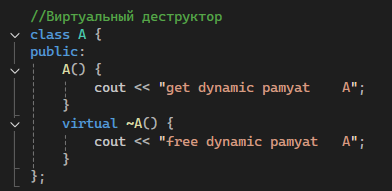 //Виртуальный деструктор
class A {
public:
A() {
cout << "get dynamic pamyat   A";
}
virtual ~A() {
cout << "free dynamic pamyat   A";
}
};